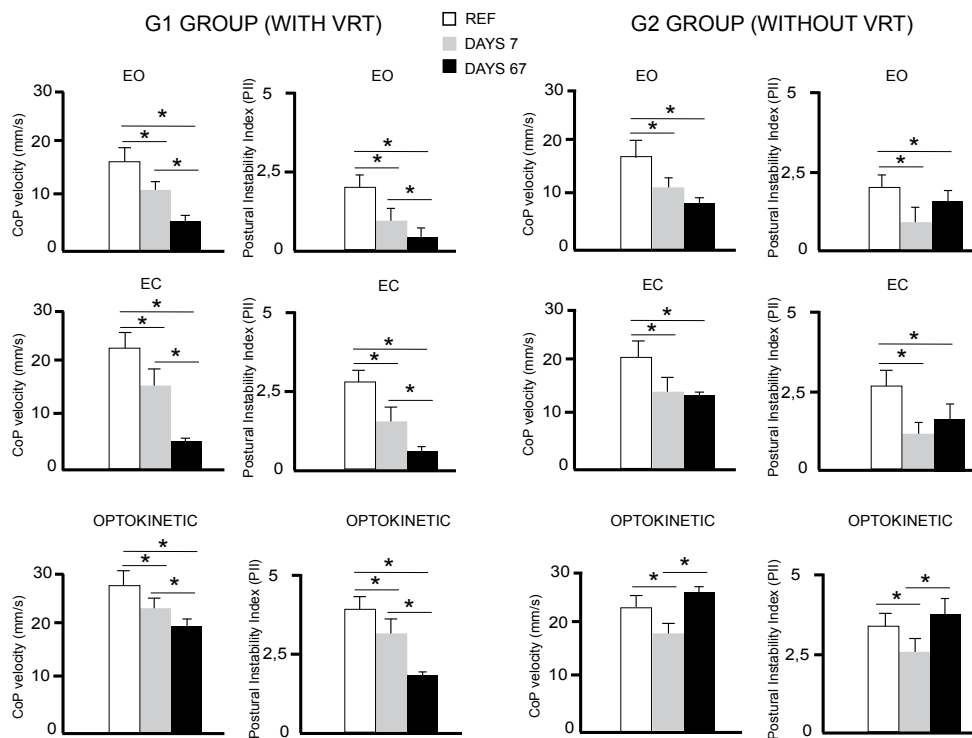 G1 GROUP (WITH VRT)
REF
DAYS 7
DAYS 67
G2 GROUP (WITHOUT VRT)
EO
CoP velocity (mm/s)
30
20
10
0
*
*
*
EO
Postural Instability Index (PII)
5
2,5
0
*
*
*
EO
CoP velocity (mm/s)
30
20
10
0
*
*
EO
Postural Instability Index (PII)
5
2,5
0
*
*
EC
CoP velocity (mm/s)
30
20
10
0
*
*
*
EC
Postural Instability Index (PII)
5
2,5
0
*
*
*
EC
CoP velocity (mm/s)
30
20
10
0
*
*
EC
Postural Instability Index (PII)
5
2,5
0
*
*
OPTOKINETIC
CoP velocity (mm/s)
30
20
10
0
*
*
*
OPTOKINETIC
Postural Instability Index (PII)
5
2,5
0
*
*
*
OPTOKINETIC
CoP velocity (mm/s)
30
20
10
0
*
*
OPTOKINETIC
Postural Instability Index (PII)
5
2,5
0
*
*